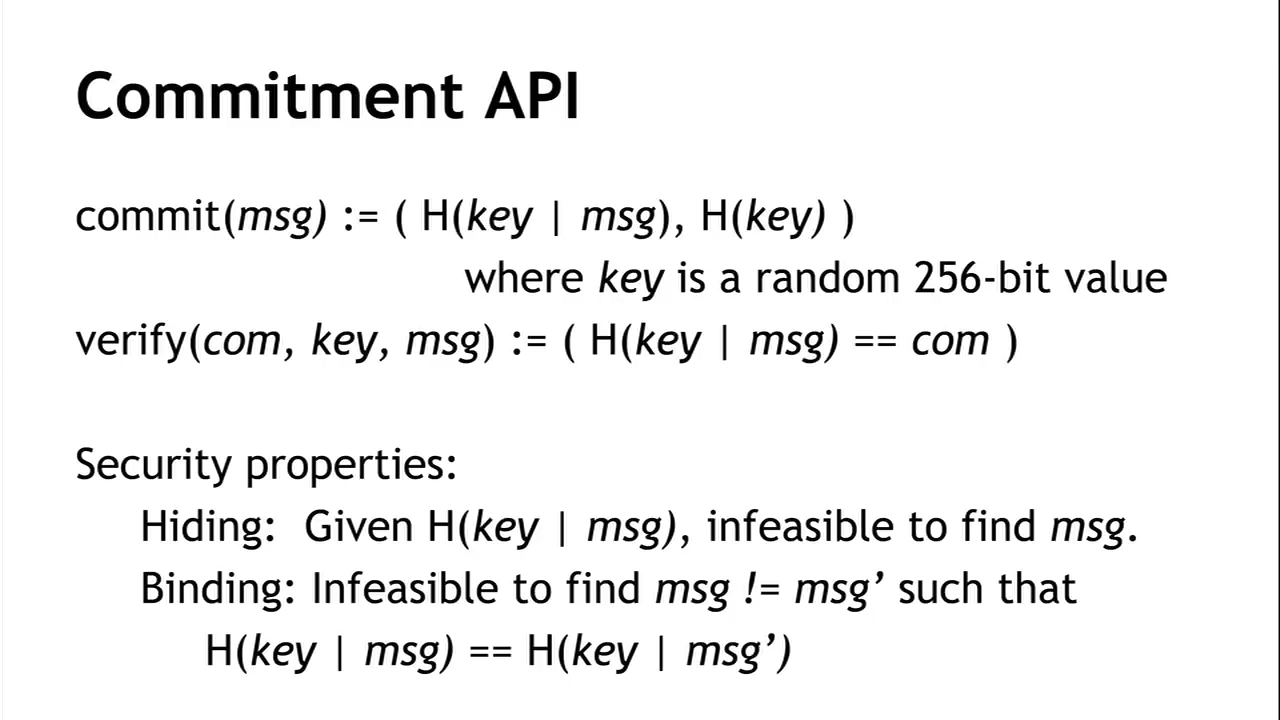 Commitment API
commit(msg) := ( H(key | msg), H(key) )
where key is a random 256-bit value
verify(com, key, msg) := ( H(key | msg) == com )
Security properties:
Hiding: Given H(key | msg), infeasible to find msg.
Binding: Infeasible to find msg != msg’ such that
H(key | msg) == H(key | msg’)